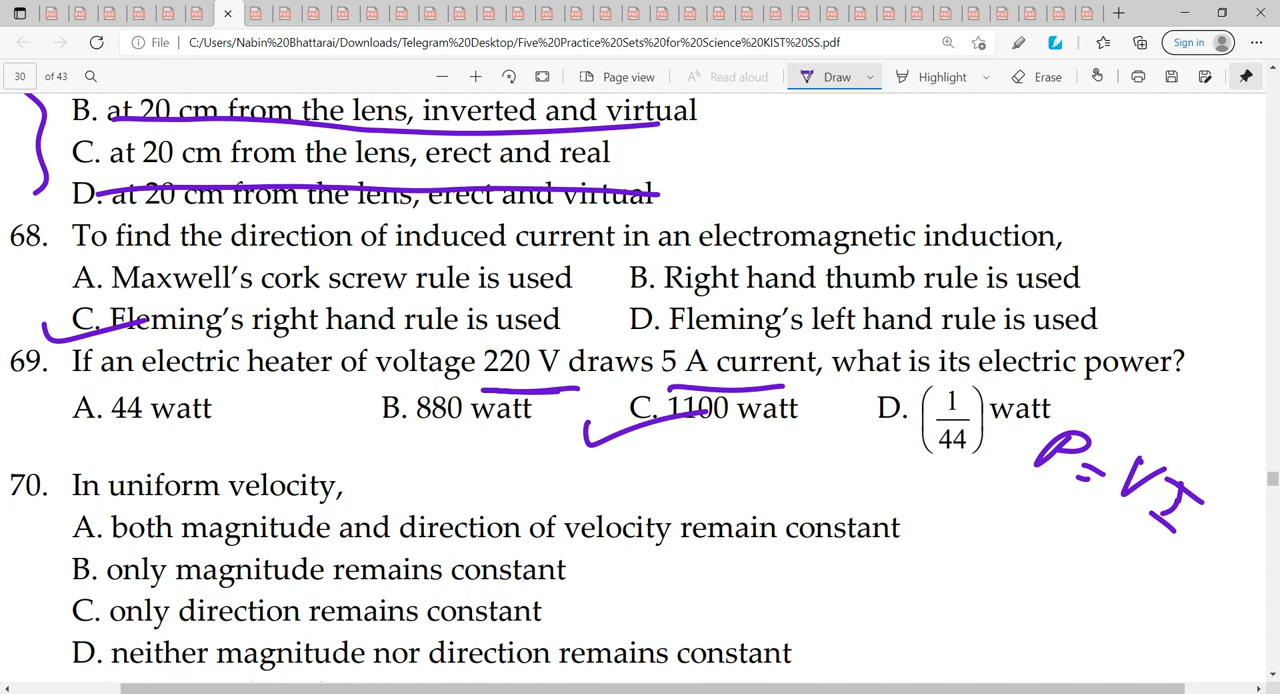 File C:/Users/Nabin%20Bhattarai/Downloads/Telegram%20Desktop/Five%20Practice%20Sets%20for%20Science%20KIST%20SS.pdf Sign in
30 of 43 Page view Read aloud Draw Highlight Erase
B. at 20 cm from the lens, inverted and virtual
C. at 20 cm from the lens, erect and real
D. at 20 cm from the lens, erect and virtual
68. To find the direction of induced current in an electromagnetic induction,
A. Maxwell's cork screw rule is used B. Right hand thumb rule is used
C. Fleming's right hand rule is used D. Fleming's left hand rule is used
69. If an electric heater of voltage 220 V draws 5 A current, what is its electric power?
A. 44 watt B. 880 watt C. 1100 watt D. (1/44) watt
P = VI
70. In uniform velocity,
A. both magnitude and direction of velocity remain constant
B. only magnitude remains constant
C. only direction remains constant
D. neither magnitude nor direction remains constant